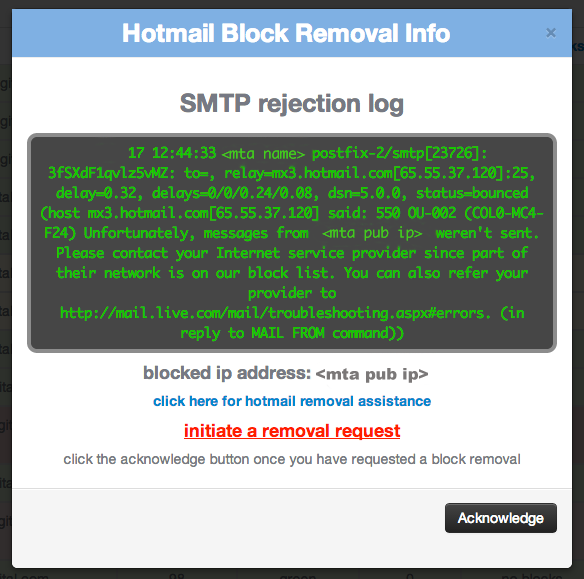 Hotmail Block Removal Info
×
SMTP rejection log
17 12:44:33 <mta name> postfix-2/smtp[23726]:
3fSXdF1qvlz5vMZ: to=, relay=mx3.hotmail.com[65.55.37.120]:25,
delay=0.32, delays=0/0/0.24/0.08, dsn=5.0.0, status=bounced
(host mx3.hotmail.com[65.55.37.120] said: 550 OU-002 (COL0-MC4-
F24) Unfortunately, messages from <mta pub ip> weren't sent.
Please contact your Internet service provider since part of
their network is on our block list. You can also refer your
provider to
http://mail.live.com/mail/troubleshooting.aspx#errors. (in
reply to MAIL FROM command))
blocked ip address: <mta pub ip>
click here for hotmail removal assistance
initiate a removal request
click the acknowledge button once you have requested a block removal
Acknowledge